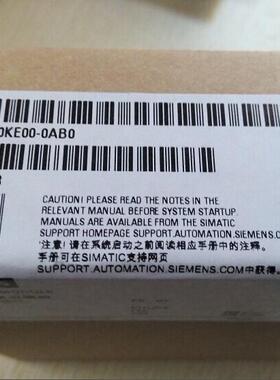 0KE00-0AB0
CAUTION! PLEASE READ THE NOTES IN THE
RELEVANT MANUAL BEFORE SYSTEM STARTUP.
MANUALS ARE AVAILABLE FROM THE SIMATIC
SUPPORT HOMEPAGE SUPPORT.AUTOMATION.SIEMENS.C
注意! 请在系统启动之前阅读相应手册中的注释。
手册可在SIMATIC支持网页
SUPPORT.AUTOMATION.SIEMENS.COM中获得。